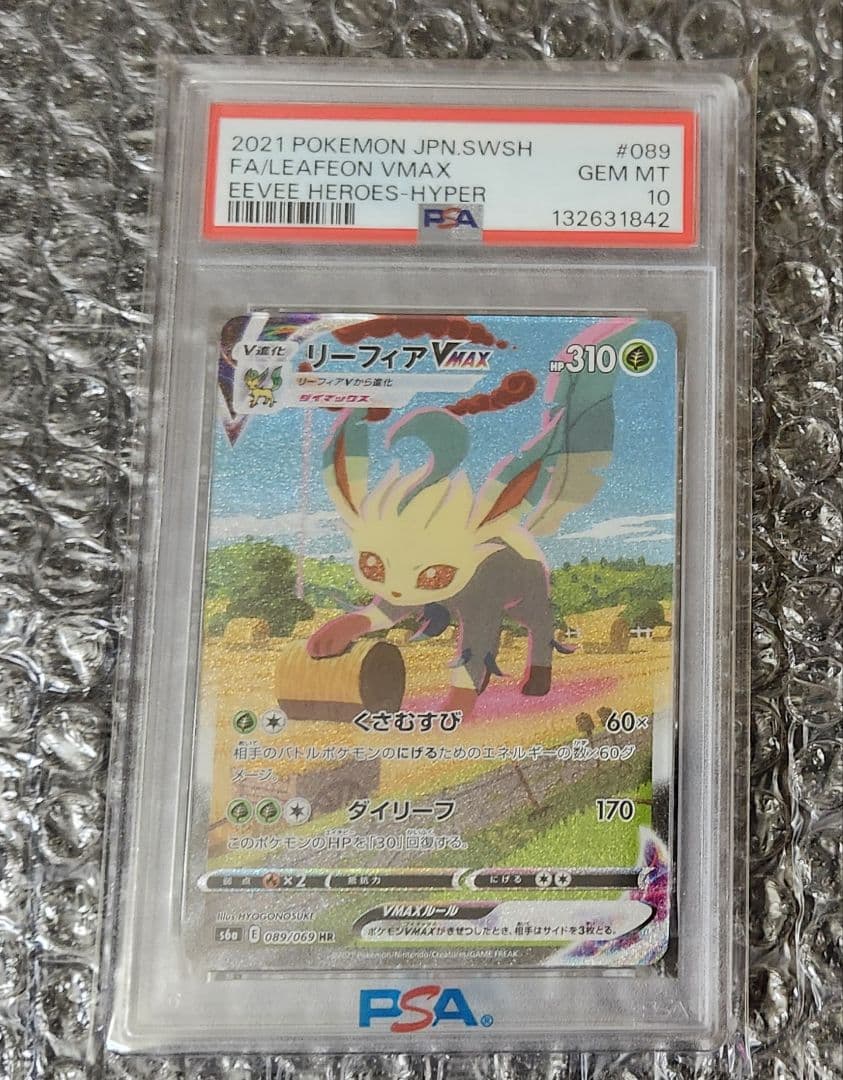 2021 POKEMON JPN.SWSH #089
FA/LEAFEON VMAX GEM MT
EEVEE HEROES-HYPER 10
PSA 132631842
V進化 リーフィアVMAX HP310
リーフィアVから進化
ダイマックス
くさむすび 60×
相手のバトルポケモンのにげるためのエネルギーの数×60ダ
メージ。
ダイリーフ 170
このポケモンのHPを「30」回復する。
弱点 ×2 抵抗力 にげる
Illus. HYOGONOSUKE
VMAXルール
s6a E 089/069 HR
ポケモンVMAXがきぜつしたとき、相手はサイドを3枚とる。
©2021 Pokémon/Nintendo/Creatures/GAME FREAK.
PSA®